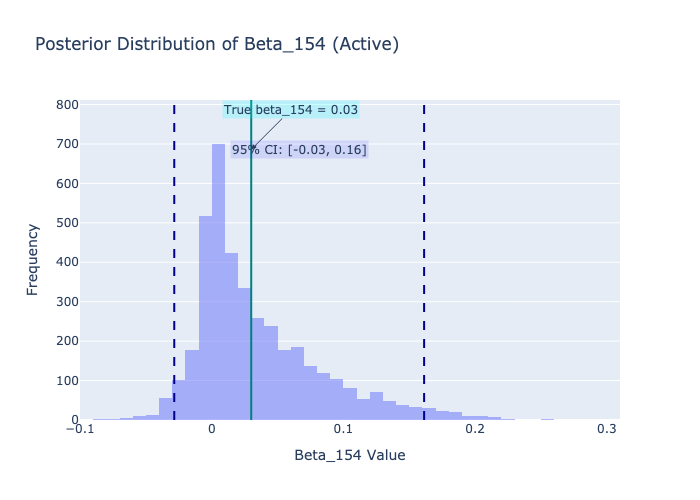 Posterior Distribution of Beta_154 (Active)
True beta_154 = 0.03
95% CI: [-0.03, 0.16]
800
700
600
500
400
300
200
100
0
Frequency
−0.1 0 0.1 0.2 0.3
Beta_154 Value